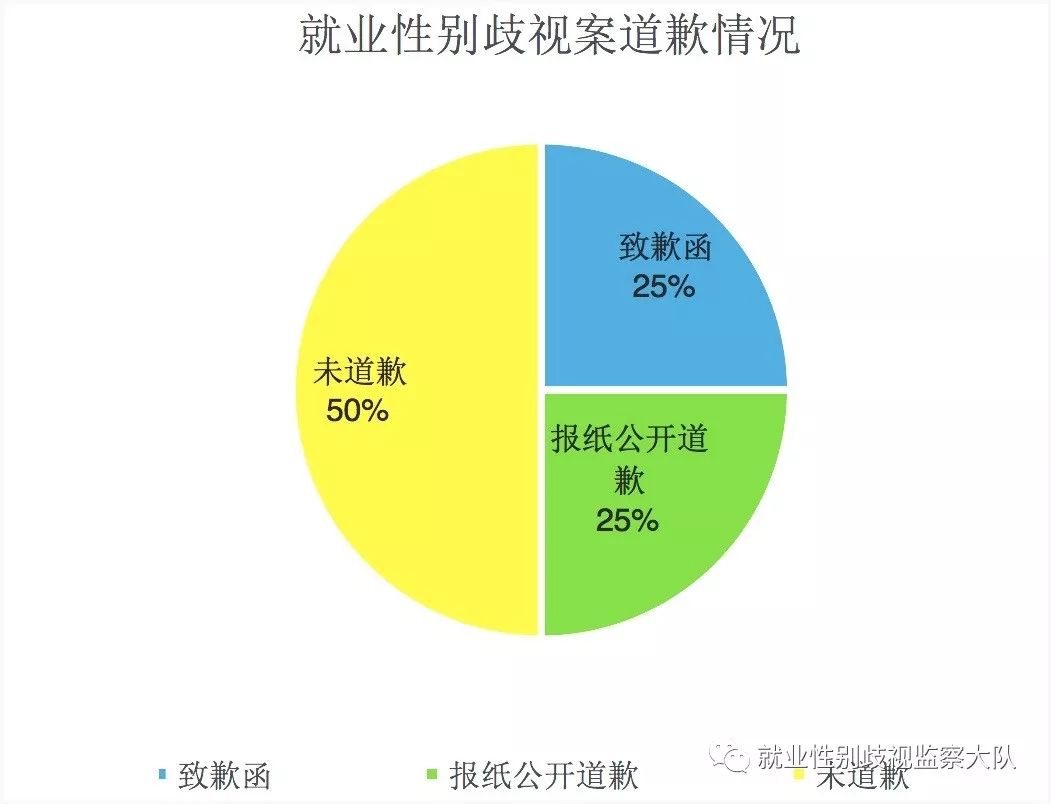 就业性别歧视案道歉情况
致歉函
25%
未道歉
50%
报纸公开道
歉
25%
就业性别歧视监察大队
致歉函
报纸公开道歉
未道歉